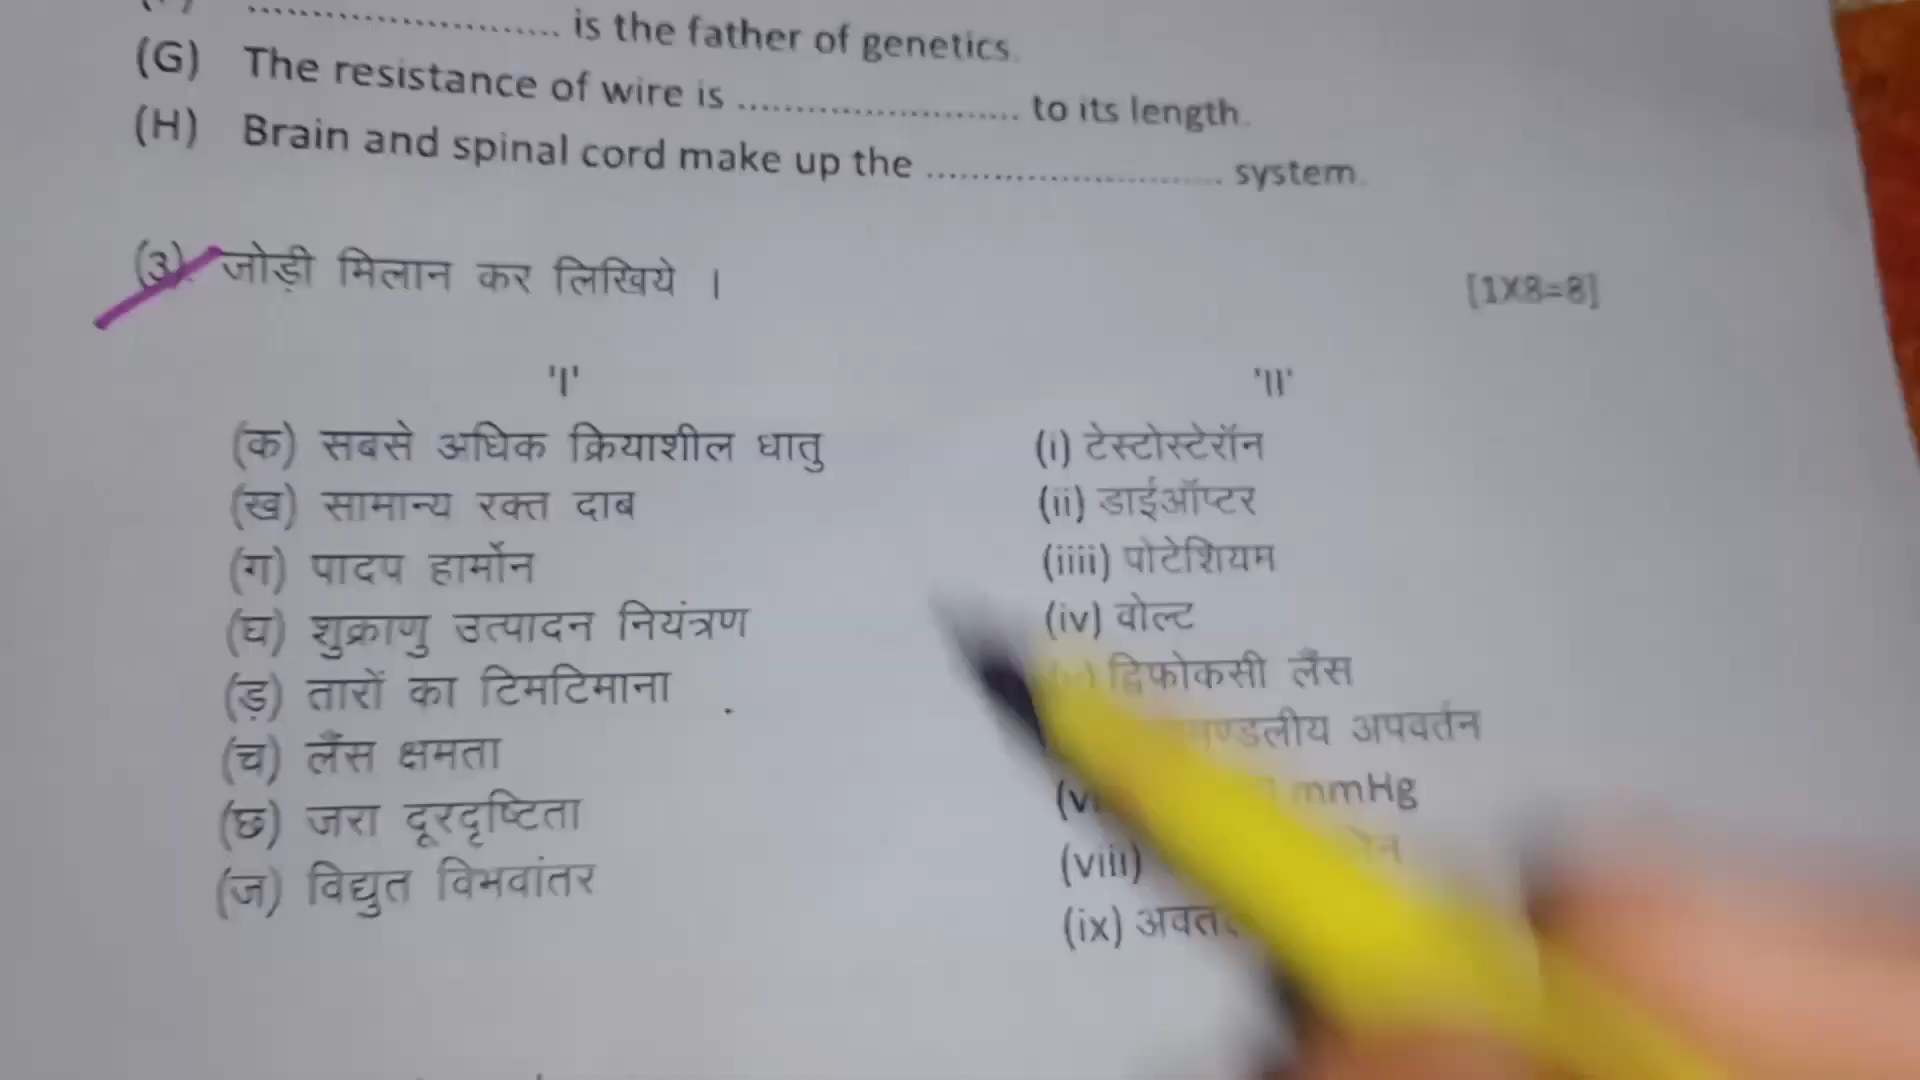 .............................. is the father of genetics.
(G) The resistance of wire is .............................. to its length.
(H) Brain and spinal cord make up the .............................. system.
(3) जोड़ी मिलान कर लिखिये । [1X8=8]
'I' 'II'
(क) सबसे अधिक क्रियाशील धातु (i) टेस्टोस्टेरॉन
(ख) सामान्य रक्त दाब (ii) डाईऑप्टर
(ग) पादप हार्मोन (iiii) पोटेशियम
(घ) शुक्राणु उत्पादन नियंत्रण (iv) वोल्ट
(ड़) तारों का टिमटिमाना द्विफोकसी लेंस
(च) लेंस क्षमता अपवर्तन
(छ) जरा दूरदृष्टिता mmHg
(ज) विद्युत विभवांतर (viii)
(ix)